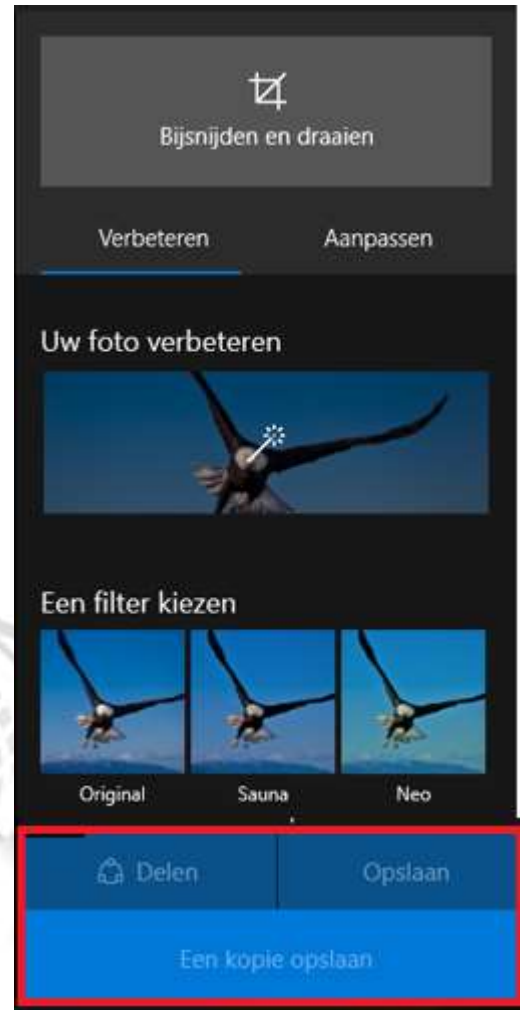 Bijsnijden en draaien
Verbeteren Aanpassen
Uw foto verbeteren
Een filter kiezen
Original Sauna Neo
Delen Opslaan
Een kopie opslaan